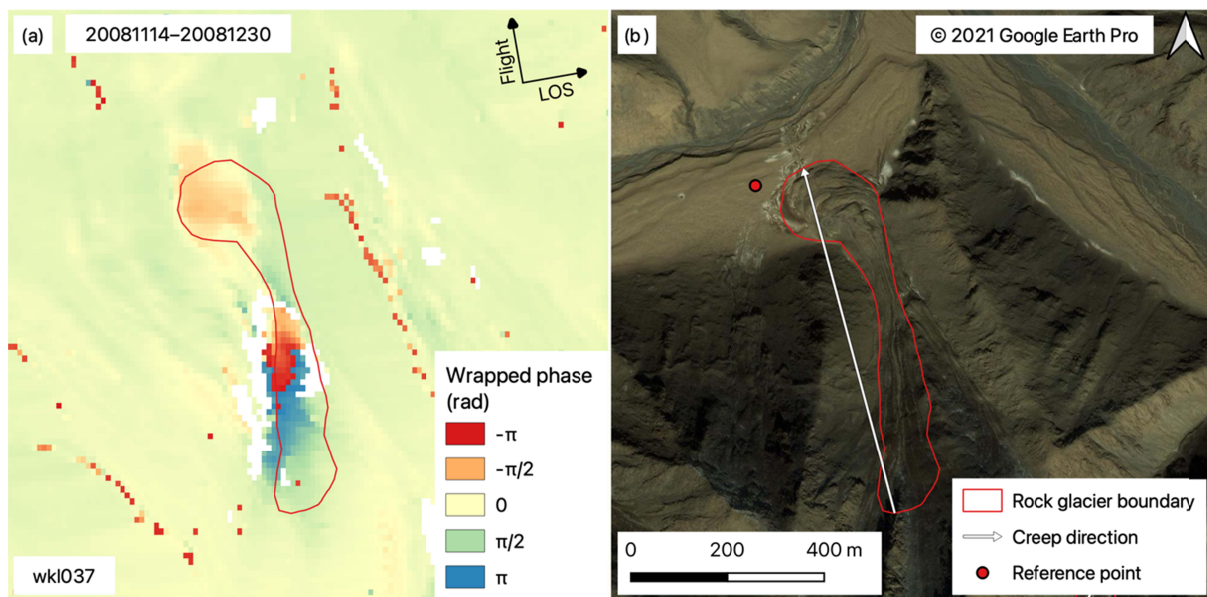 (a)
20081114–20081230
Flight
LOS
Wrapped phase
(rad)
-π
-π/2
0
π/2
π
wkl037
(b)
© 2021 Google Earth Pro
0 200 400 m
Rock glacier boundary
Creep direction
Reference point